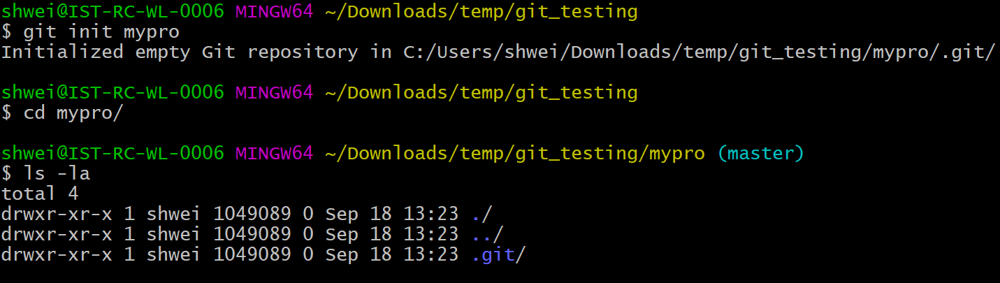 shwei@IST-RC-WL-0006 MINGW64 ~/Downloads/temp/git_testing
$ git init mypro
Initialized empty Git repository in C:/Users/shwei/Downloads/temp/git_testing/mypro/.git/
shwei@IST-RC-WL-0006 MINGW64 ~/Downloads/temp/git_testing
$ cd mypro/
shwei@IST-RC-WL-0006 MINGW64 ~/Downloads/temp/git_testing/mypro (master)
$ ls -la
total 4
drwxr-xr-x 1 shwei 1049089 0 Sep 18 13:23 ./
drwxr-xr-x 1 shwei 1049089 0 Sep 18 13:23 ../
drwxr-xr-x 1 shwei 1049089 0 Sep 18 13:23 .git/